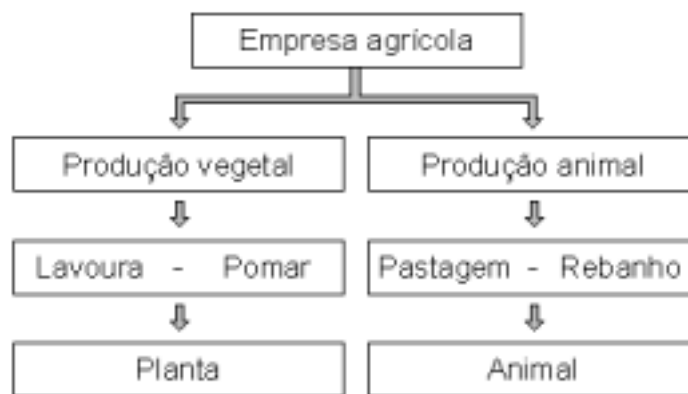 Empresa agrícola
Produção vegetal
Produção animal
Lavoura - Pomar
Pastagem - Rebanho
Planta
Animal